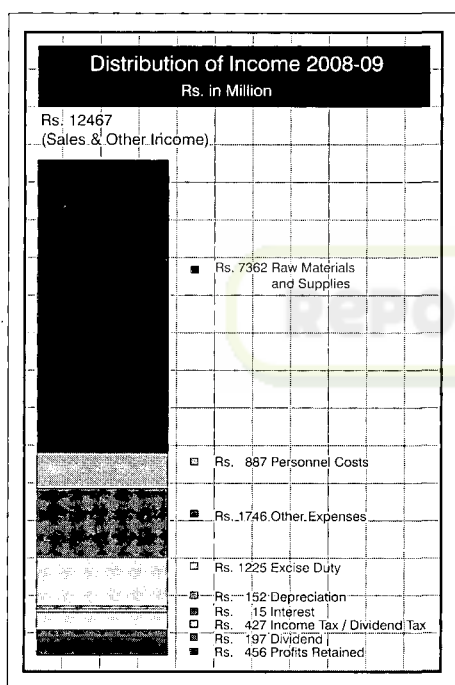 Distribution of Income 2008-09
Rs. in Million
Rs. 12467
(Sales & Other Income)
Rs. 7362 Raw Materials
and Supplies
Rs. 887 Personnel Costs
Rs. 1746 Other Expenses
Rs. 1225 Excise Duty
Rs. 152 Depreciation
Rs. 15 Interest
Rs. 427 Income Tax / Dividend Tax
Rs. 197 Dividend
Rs. 456 Profits Retained